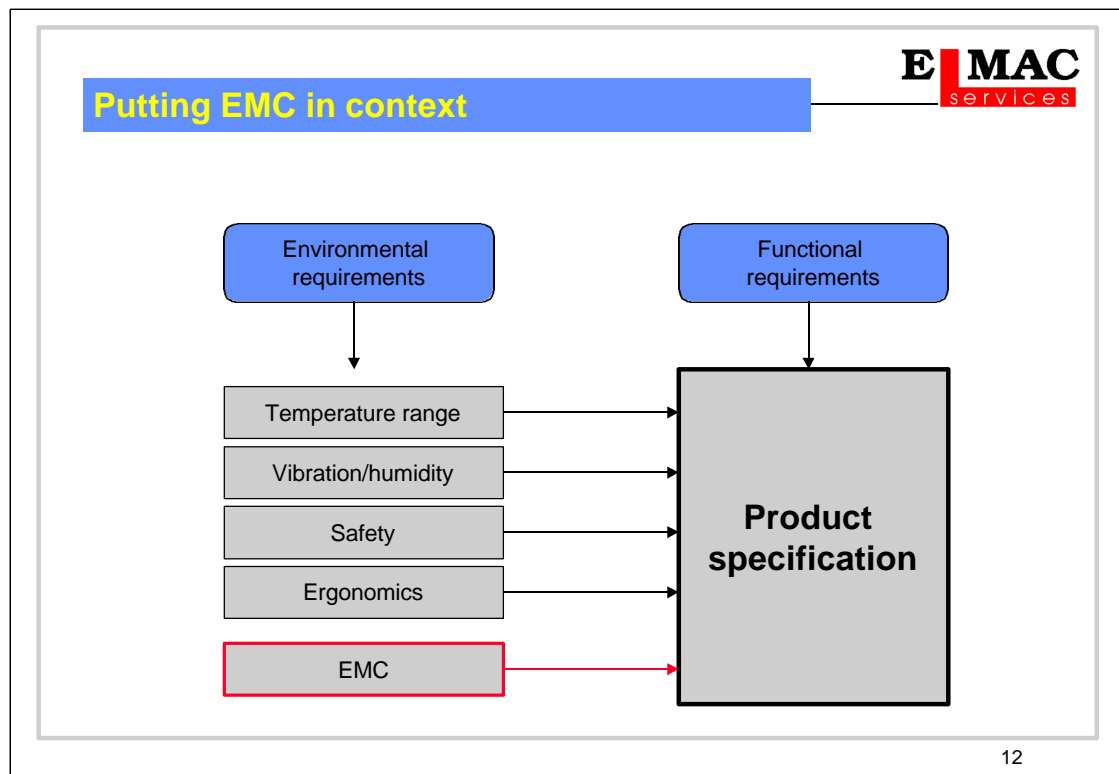 E MAC
L
services
Putting EMC in context
Environmental
requirements
Functional
requirements
Temperature range
Vibration/humidity
Safety
Ergonomics
EMC
Product
specification
12